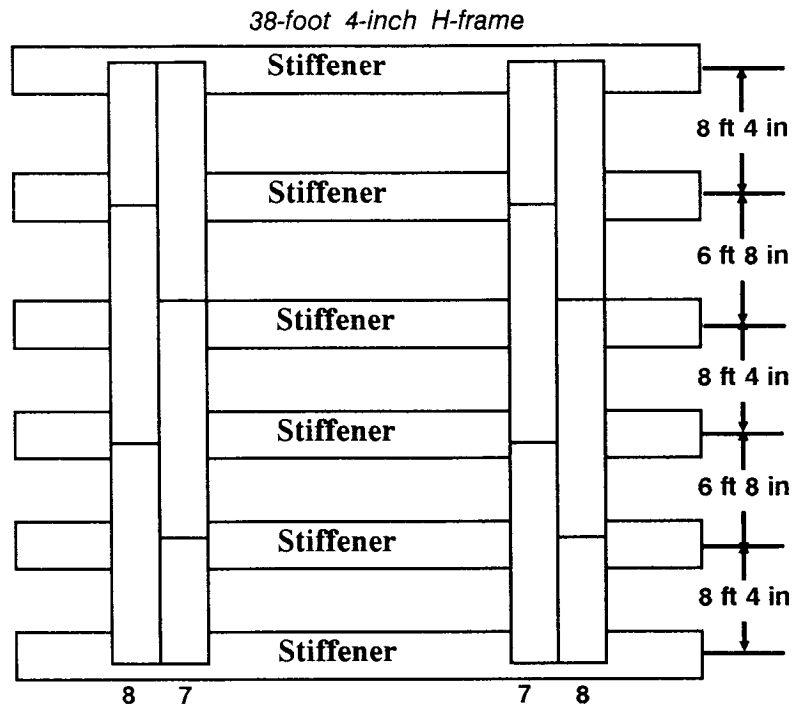 38-foot 4-inch H-frame
Stiffener
8 ft 4 in
Stiffener
6 ft 8 in
Stiffener
8 ft 4 in
Stiffener
6 ft 8 in
Stiffener
8 ft 4 in
Stiffener
8 7 7 8